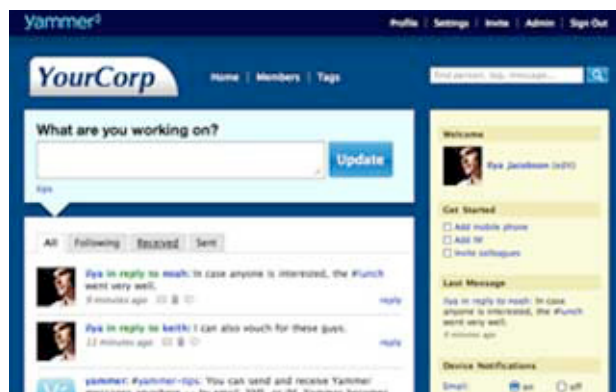 yammer
Profile | Settings | Invite | Admin | Sign Out
YourCorp
Home | Members | Tags
find person, tag, message...
What are you working on?
Update
tips
All Following Received Sent
ilya in reply to noah: In case anyone is interested, the #lunch
went very well.
9 minutes ago
reply
ilya in reply to keith: I can also vouch for these guys.
12 minutes ago
reply
yammer: #yammer-tips: You can send and receive Yammer
Welcome
Ilya Jacobson (edit)
Get Started
Add mobile phone
Add IM
Invite colleagues
Last Message
ilya in reply to noah: In case
anyone is interested, the #lunch
went very well.
9 minutes ago
Device Notifications
Email: on off